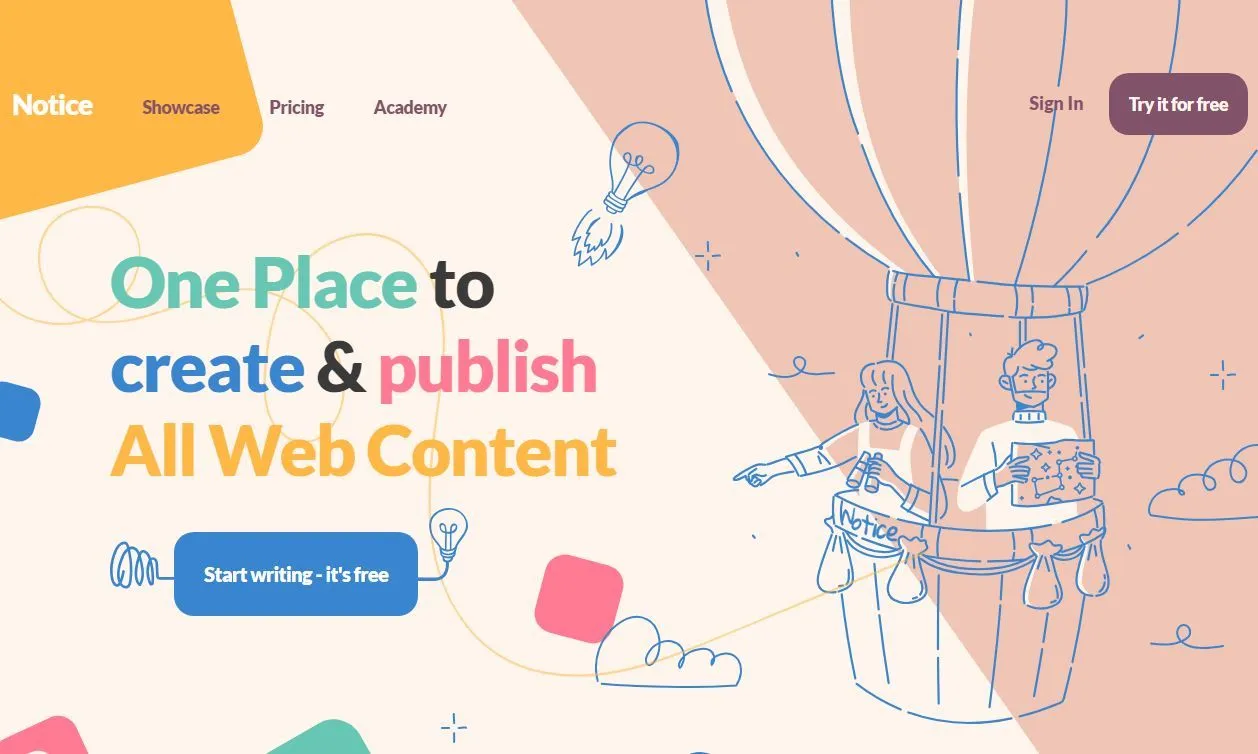 Notice
Showcase
Pricing
Academy
Sign In
Try it for free
One Place to
create & publish
All Web Content
Start writing - it's free
Notice